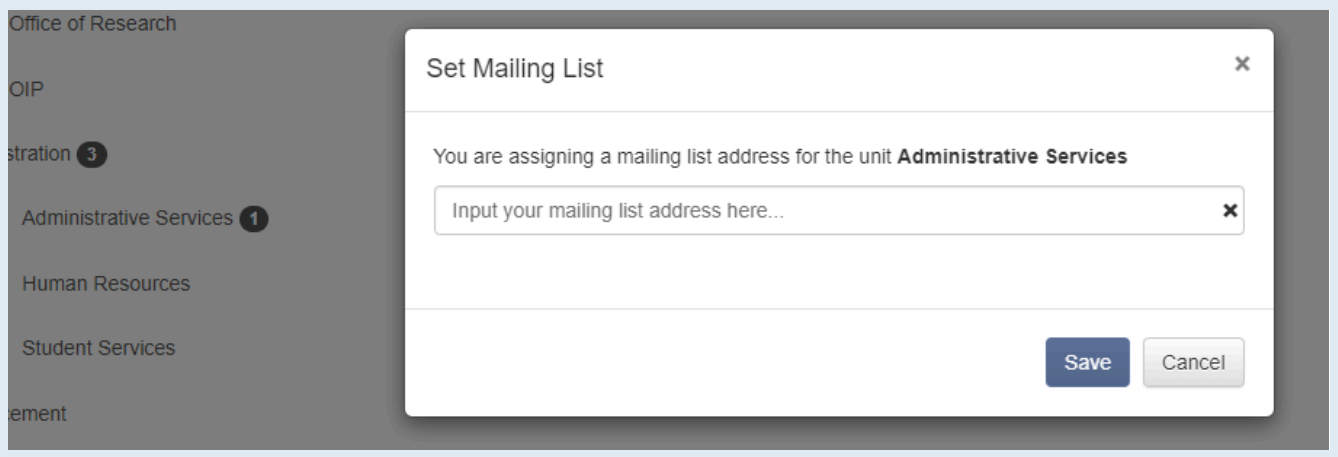 Office of Research
OIP
stration 3
Administrative Services 1
Human Resources
Student Services
cement
Set Mailing List ×
You are assigning a mailing list address for the unit Administrative Services
Input your mailing list address here... ×
Save Cancel